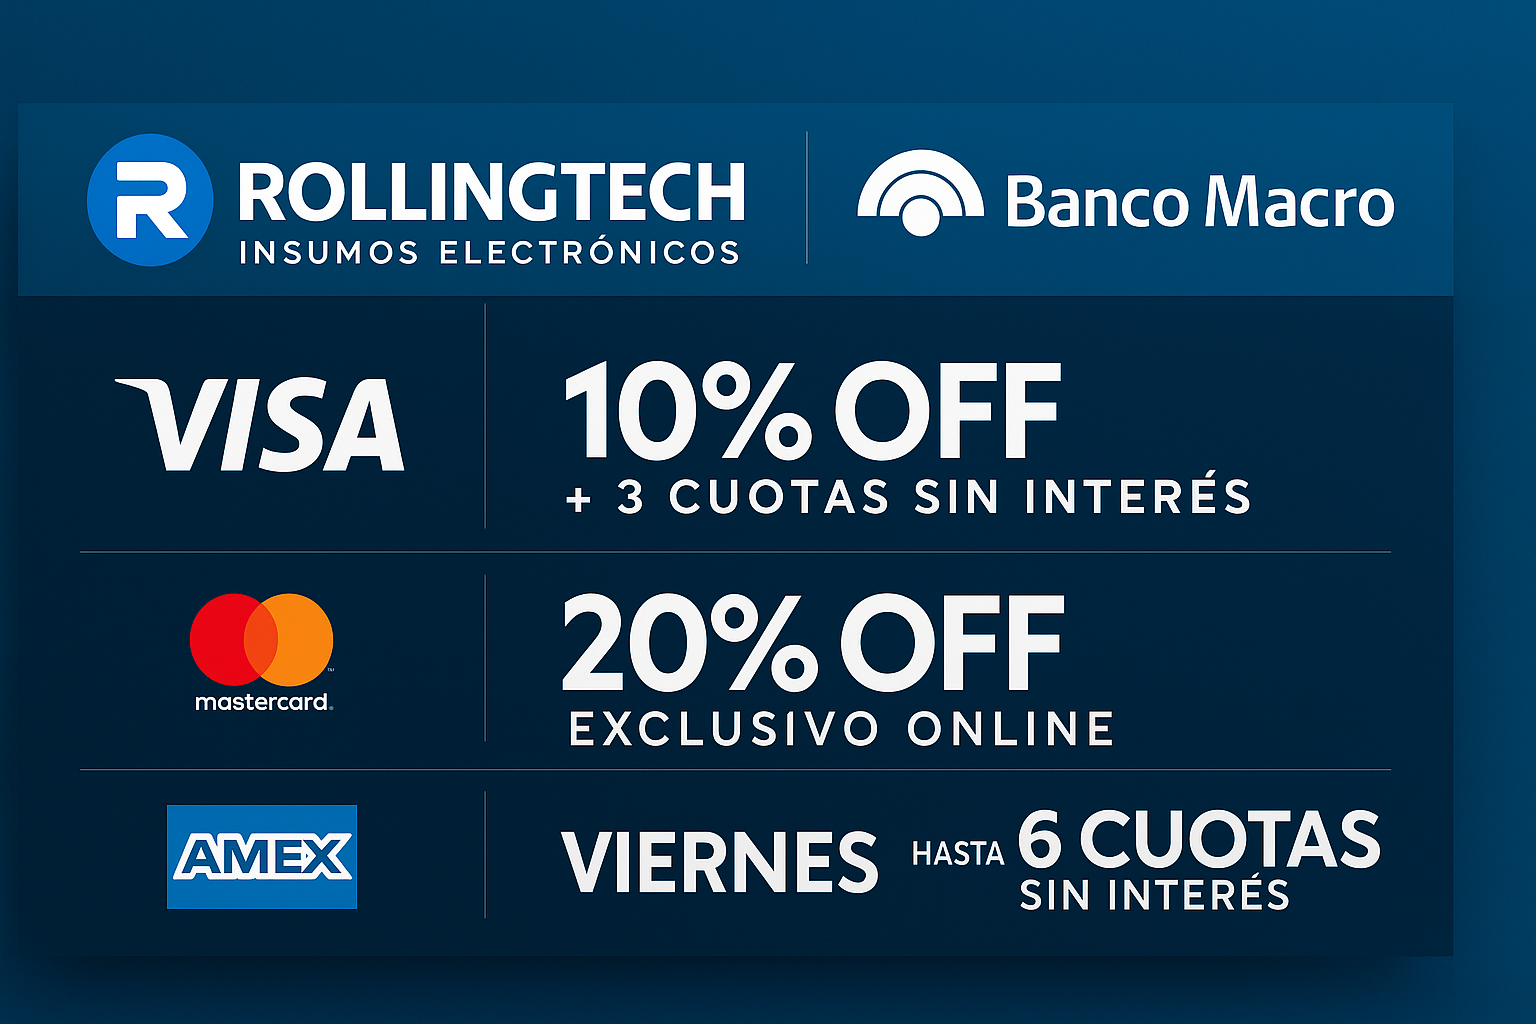 ROLLINGTECH
INSUMOS ELECTRÓNICOS
Banco Macro
VISA
10% OFF
+ 3 CUOTAS SIN INTERÉS
mastercard.
20% OFF
EXCLUSIVO ONLINE
AMEX
VIERNES HASTA 6 CUOTAS
SIN INTERÉS